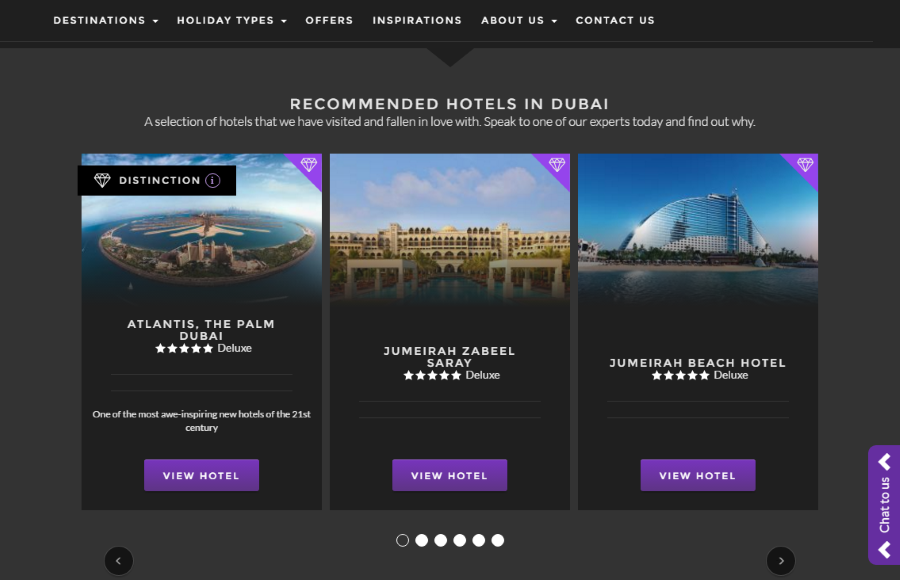 DESTINATIONS HOLIDAY TYPES OFFERS INSPIRATIONS ABOUT US CONTACT US
RECOMMENDED HOTELS IN DUBAI
A selection of hotels that we have visited and fallen in love with. Speak to one of our experts today and find out why.
DISTINCTION i
ATLANTIS, THE PALM
DUBAI
Deluxe
One of the most awe-inspiring new hotels of the 21st
century
VIEW HOTEL
JUMEIRAH ZABEEL
SARAY
Deluxe
VIEW HOTEL
JUMEIRAH BEACH HOTEL
Deluxe
VIEW HOTEL
Chat to us